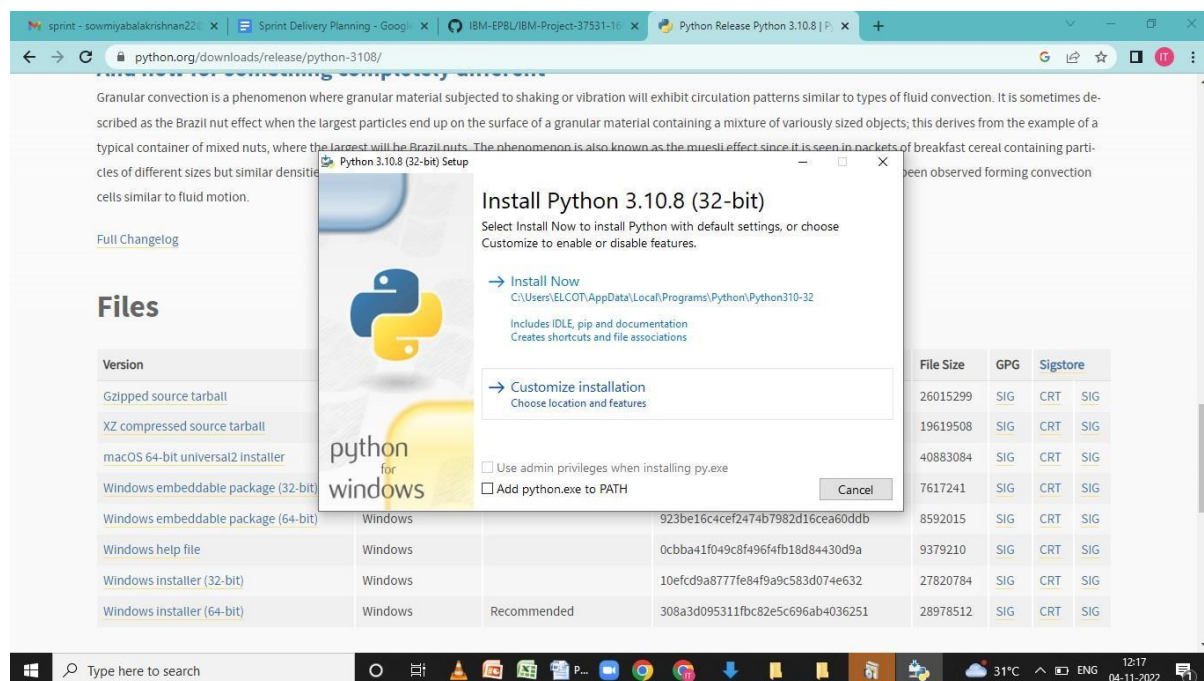 sprint - sowmiyabalakrishnan22
Sprint Delivery Planning - Googl
IBM-EPBL/IBM-Project-37531-16
Python Release Python 3.10.8 | P
python.org/downloads/release/python-3108/
IT
And now for something completely different
Granular convection is a phenomenon where granular material subjected to shaking or vibration will exhibit circulation patterns similar to types of fluid convection. It is sometimes de-
scribed as the Brazil nut effect when the largest particles end up on the surface of a granular material containing a mixture of variously sized objects; this derives from the example of a
typical container of mixed nuts, where the largest will be Brazil nuts. The phenomenon is also known as the muesli effect since it is seen in packets of breakfast cereal containing parti-
cles of different sizes but similar densitie
been observed forming convection
cells similar to fluid motion.
Full Changelog
Files
Python 3.10.8 (32-bit) Setup
Install Python 3.10.8 (32-bit)
Select Install Now to install Python with default settings, or choose
Customize to enable or disable features.
Install Now
C:\Users\ELCOT\AppData\Local\Programs\Python\Python310-32
Includes IDLE, pip and documentation
Creates shortcuts and file associations
Customize installation
Choose location and features
python
for
windows
Use admin privileges when installing py.exe
Add python.exe to PATH
Cancel
Version File Size GPG Sigstore
Gzipped source tarball 26015299 SIG CRT SIG
XZ compressed source tarball 19619508 SIG CRT SIG
macOS 64-bit universal2 installer 40883084 SIG CRT SIG
Windows embeddable package (32-bit) 7617241 SIG CRT SIG
Windows embeddable package (64-bit) Windows 923be16c4cef2474b7982d16cea60ddb 8592015 SIG CRT SIG
Windows help file Windows 0cbba41f049c8f496f4fb18d84430d9a 9379210 SIG CRT SIG
Windows installer (32-bit) Windows 10efcd9a8777fe84f9a9c583d074e632 27820784 SIG CRT SIG
Windows installer (64-bit) Windows Recommended 308a3d095311fbc82e5c696ab4036251 28978512 SIG CRT SIG
Type here to search
P...
31°C
ENG
12:17
04-11-2022